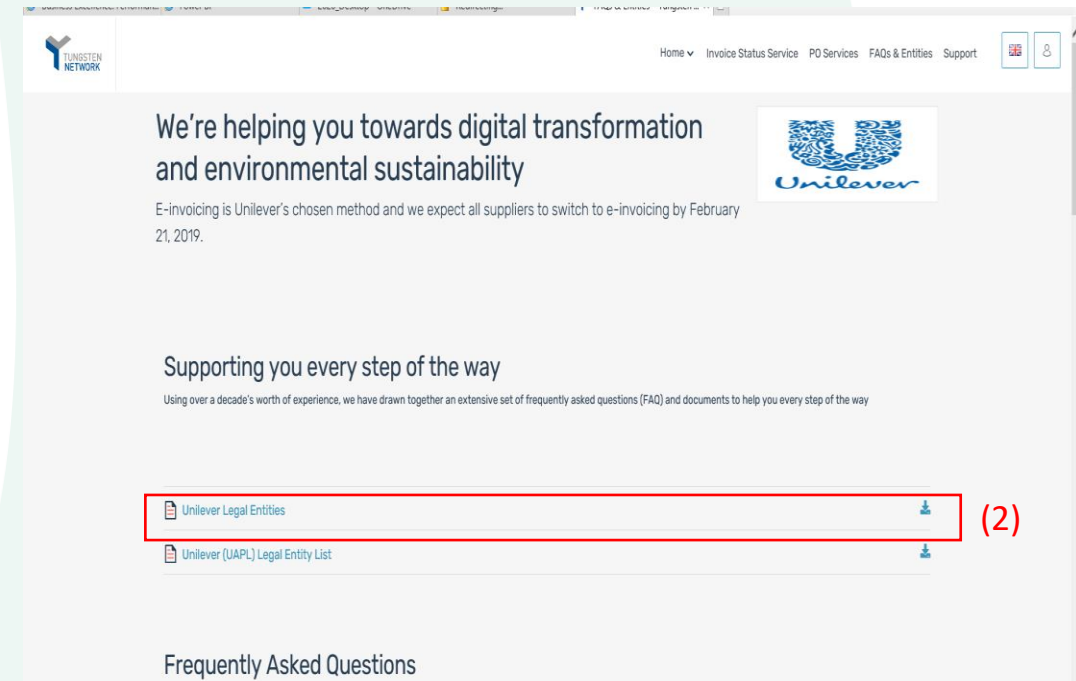 TUNGSTEN
NETWORK
Home Invoice Status Service PO Services FAQs & Entities Support
We're helping you towards digital transformation
and environmental sustainability
Unilever
E-invoicing is Unilever's chosen method and we expect all suppliers to switch to e-invoicing by February
21, 2019.
Supporting you every step of the way
Using over a decade's worth of experience, we have drawn together an extensive set of frequently asked questions (FAQ) and documents to help you every step of the way
Unilever Legal Entities
(2)
Unilever (UAPL) Legal Entity List
Frequently Asked Questions